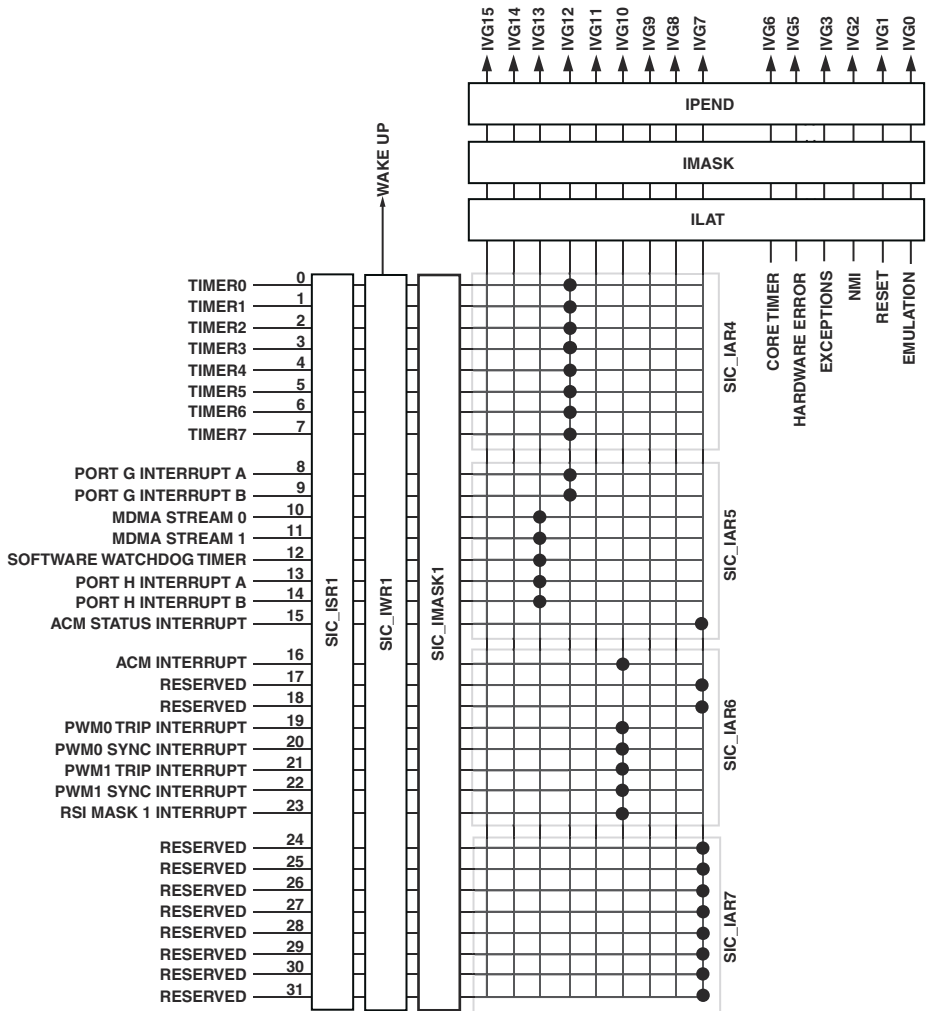 IVG15
IVG14
IVG13
IVG12
IVG11
IVG10
IVG9
IVG8
IVG7
IVG6
IVG5
IVG3
IVG2
IVG1
IVG0
IPEND
IMASK
ILAT
WAKE UP
CORE TIMER
HARDWARE ERROR
EXCEPTIONS
NMI
RESET
EMULATION
TIMER0 0
TIMER1 1
TIMER2 2
TIMER3 3
TIMER4 4
TIMER5 5
TIMER6 6
TIMER7 7
PORT G INTERRUPT A 8
PORT G INTERRUPT B 9
MDMA STREAM 0 10
MDMA STREAM 1 11
SOFTWARE WATCHDOG TIMER 12
PORT H INTERRUPT A 13
PORT H INTERRUPT B 14
ACM STATUS INTERRUPT 15
ACM INTERRUPT 16
RESERVED 17
RESERVED 18
PWM0 TRIP INTERRUPT 19
PWM0 SYNC INTERRUPT 20
PWM1 TRIP INTERRUPT 21
PWM1 SYNC INTERRUPT 22
RSI MASK 1 INTERRUPT 23
RESERVED 24
RESERVED 25
RESERVED 26
RESERVED 27
RESERVED 28
RESERVED 29
RESERVED 30
RESERVED 31
SIC_ISR1
SIC_IWR1
SIC_IMASK1
SIC_IAR4
SIC_IAR5
SIC_IAR6
SIC_IAR7